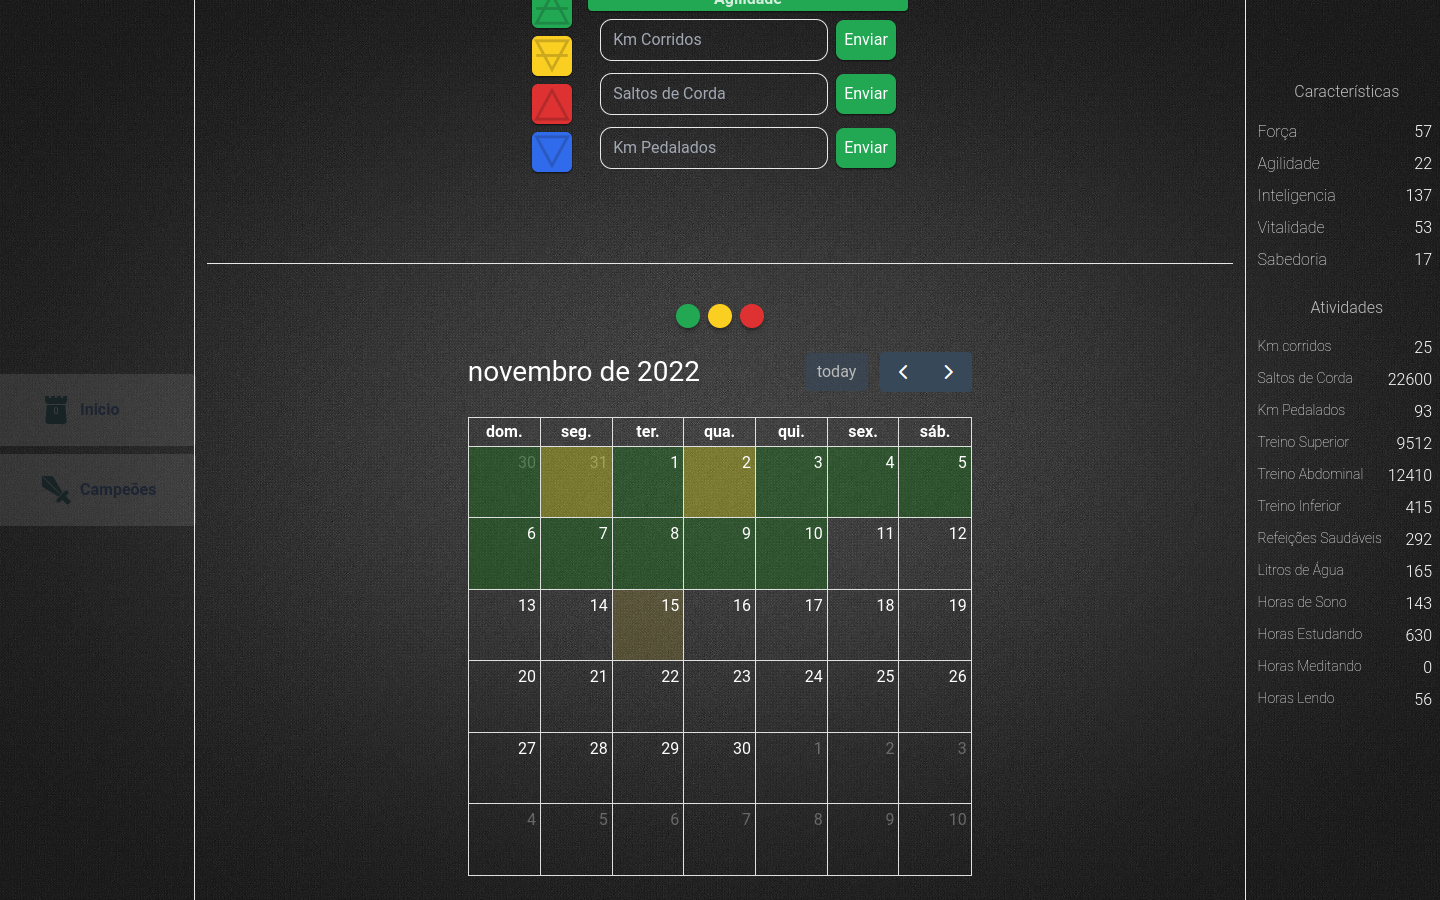 Agilidade
Km Corridos Enviar
Saltos de Corda Enviar
Km Pedalados Enviar
Inicio
Campeões
novembro de 2022 today
dom. seg. ter. qua. qui. sex. sáb.
30 31 1 2 3 4 5
6 7 8 9 10 11 12
13 14 15 16 17 18 19
20 21 22 23 24 25 26
27 28 29 30 1 2 3
4 5 6 7 8 9 10
Características
Força 57
Agilidade 22
Inteligencia 137
Vitalidade 53
Sabedoria 17
Atividades
Km corridos 25
Saltos de Corda 22600
Km Pedalados 93
Treino Superior 9512
Treino Abdominal 12410
Treino Inferior 415
Refeições Saudáveis 292
Litros de Água 165
Horas de Sono 143
Horas Estudando 630
Horas Meditando 0
Horas Lendo 56